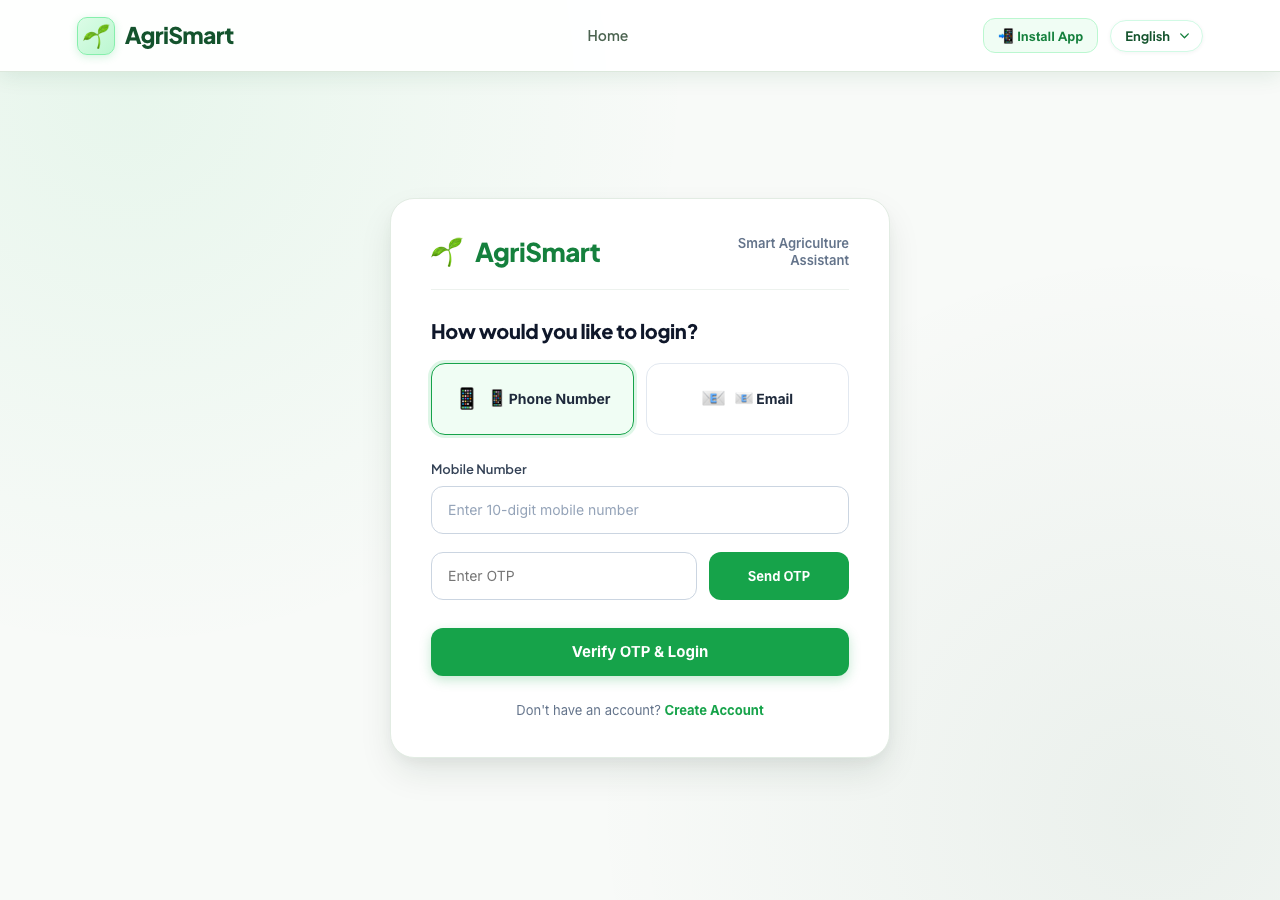 AgriSmart
Home
Install App
English
AgriSmart
Smart Agriculture
Assistant
How would you like to login?
Phone Number
Email
Mobile Number
Enter 10-digit mobile number
Enter OTP
Send OTP
Verify OTP & Login
Don't have an account? Create Account